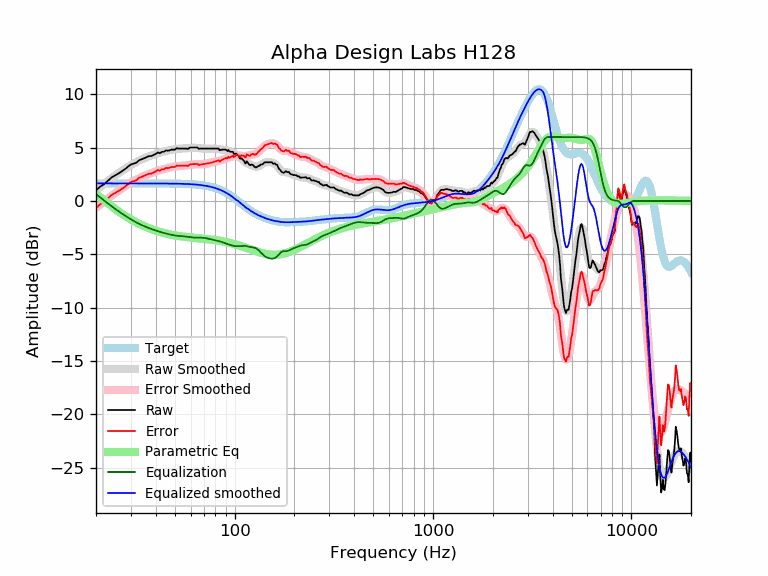 Alpha Design Labs H128
Amplitude (dBr)
10
5
0
−5
−10
−15
−20
−25
Target
Raw Smoothed
Error Smoothed
Raw
Error
Parametric Eq
Equalization
Equalized smoothed
100
1000
10000
Frequency (Hz)